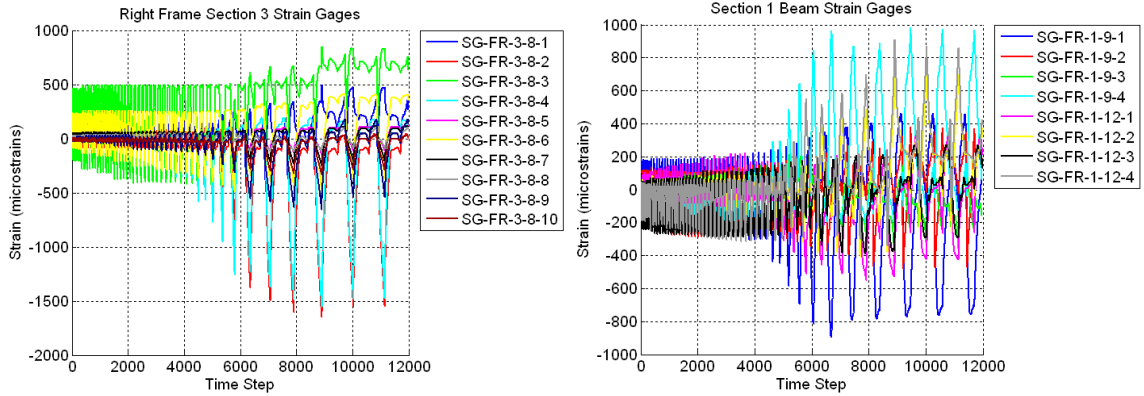 Right Frame Section 3 Strain Gages
1000
500
0
-500
-1000
-1500
-2000
Strain (microstrains)
0 2000 4000 6000 8000 10000 12000
Time Step
SG-FR-3-8-1
SG-FR-3-8-2
SG-FR-3-8-3
SG-FR-3-8-4
SG-FR-3-8-5
SG-FR-3-8-6
SG-FR-3-8-7
SG-FR-3-8-8
SG-FR-3-8-9
SG-FR-3-8-10
Section 1 Beam Strain Gages
1000
800
600
400
200
0
-200
-400
-600
-800
-1000
Strain (microstrains)
0 2000 4000 6000 8000 10000 12000
Time Step
SG-FR-1-9-1
SG-FR-1-9-2
SG-FR-1-9-3
SG-FR-1-9-4
SG-FR-1-12-1
SG-FR-1-12-2
SG-FR-1-12-3
SG-FR-1-12-4